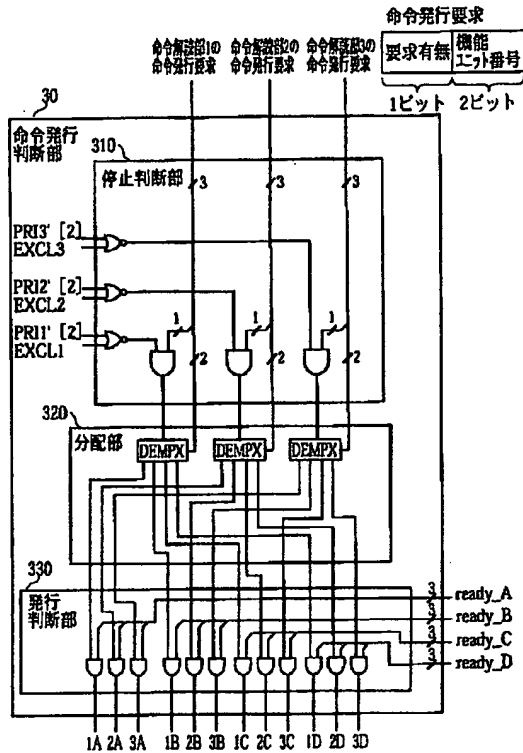 命令発行要求
要求有無
機能
ユニット番号
1ビット 2ビット
命令解読部1の
命令発行要求
命令解読部2の
命令発行要求
命令解読部3の
命令発行要求
30
命令発行
判断部
310
停止判断部
3
3
3
PRI3' [2]
EXCL3
PRI2' [2]
EXCL2
PRI1' [2]
EXCL1
1
1
1
2
2
2
320
分配部
DEMPX
DEMPX
DEMPX
330
発行
判断部
3
ready_A
3
ready_B
3
ready_C
3
ready_D
1A 2A 3A 1B 2B 3B 1C 2C 3C 1D 2D 3D